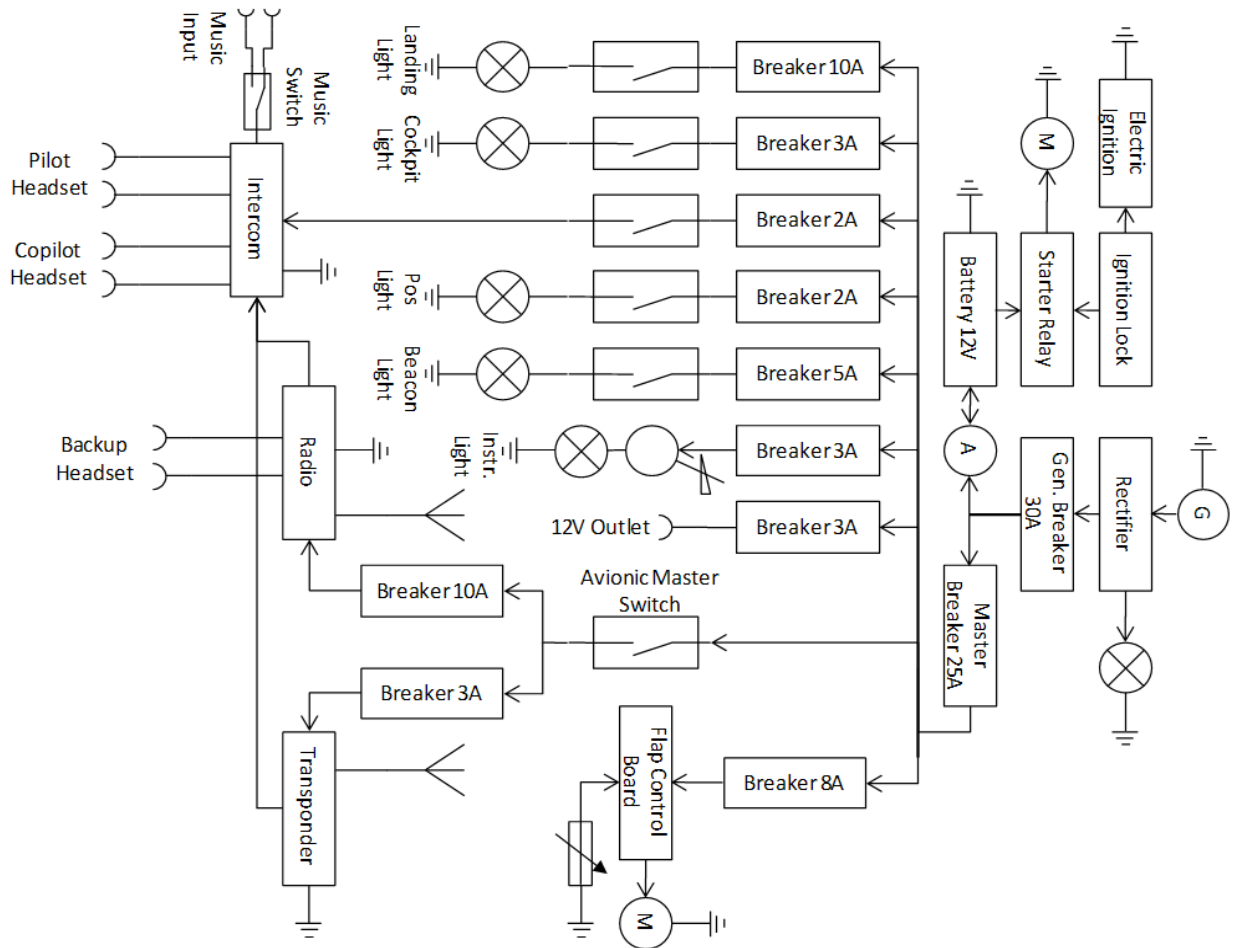 Music
Input
Music
Switch
Pilot
Headset
Copilot
Headset
Intercom
Backup
Headset
Radio
Transponder
Landing
Light
Breaker 10A
Cockpit
Light
Breaker 3A
Breaker 2A
Pos
Light
Breaker 2A
Beacon
Light
Breaker 5A
Instr.
Light
Breaker 3A
12V Outlet
Breaker 3A
Avionic Master
Switch
Breaker 10A
Breaker 3A
Flap Control
Board
Breaker 8A
M
Battery 12V
Starter Relay
Ignition Lock
Electric
Ignition
M
A
Gen. Breaker
30A
Rectifier
G
Master
Breaker 25A